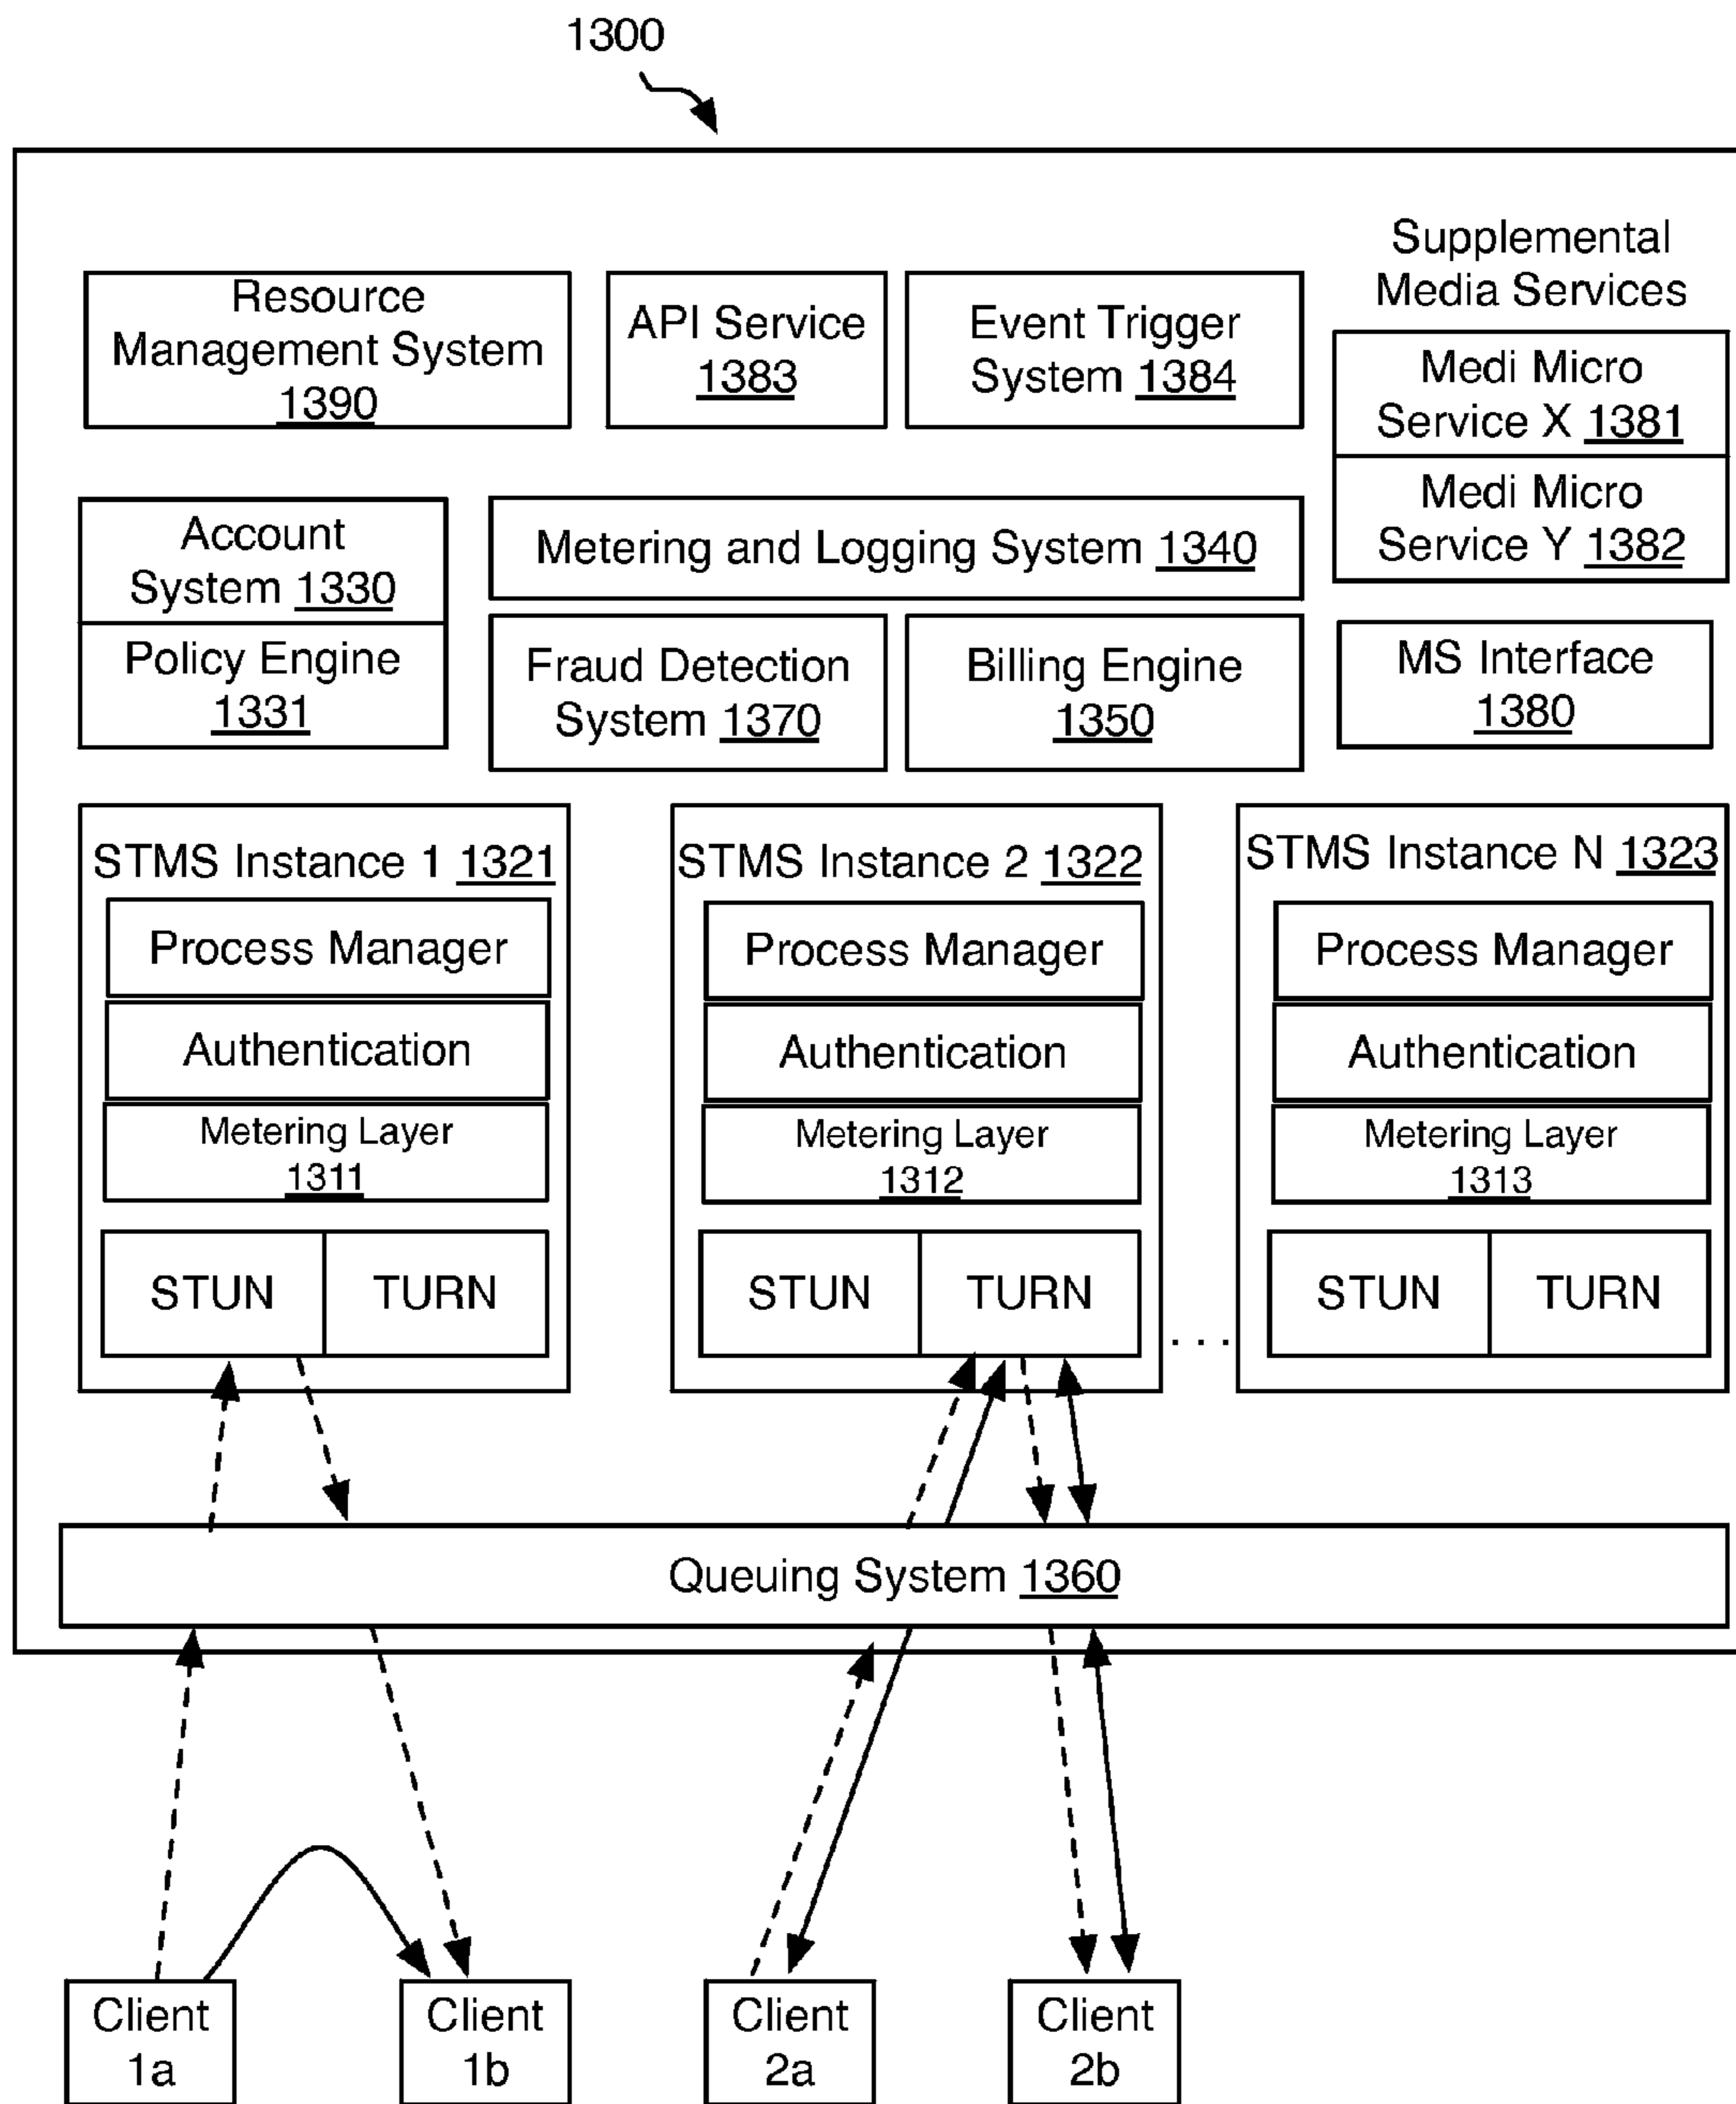 1300
Resource
Management System
1390
API Service
1383
Event Trigger
System 1384
Supplemental
Media Services
Medi Micro
Service X 1381
Medi Micro
Service Y 1382
Account
System 1330
Policy Engine
1331
Metering and Logging System 1340
Fraud Detection
System 1370
Billing Engine
1350
MS Interface
1380
STMS Instance 1 1321
Process Manager
Authentication
Metering Layer
1311
STUN
TURN
STMS Instance 2 1322
Process Manager
Authentication
Metering Layer
1312
STUN
TURN
. . .
STMS Instance N 1323
Process Manager
Authentication
Metering Layer
1313
STUN
TURN
Queuing System 1360
Client
1a
Client
1b
Client
2a
Client
2b